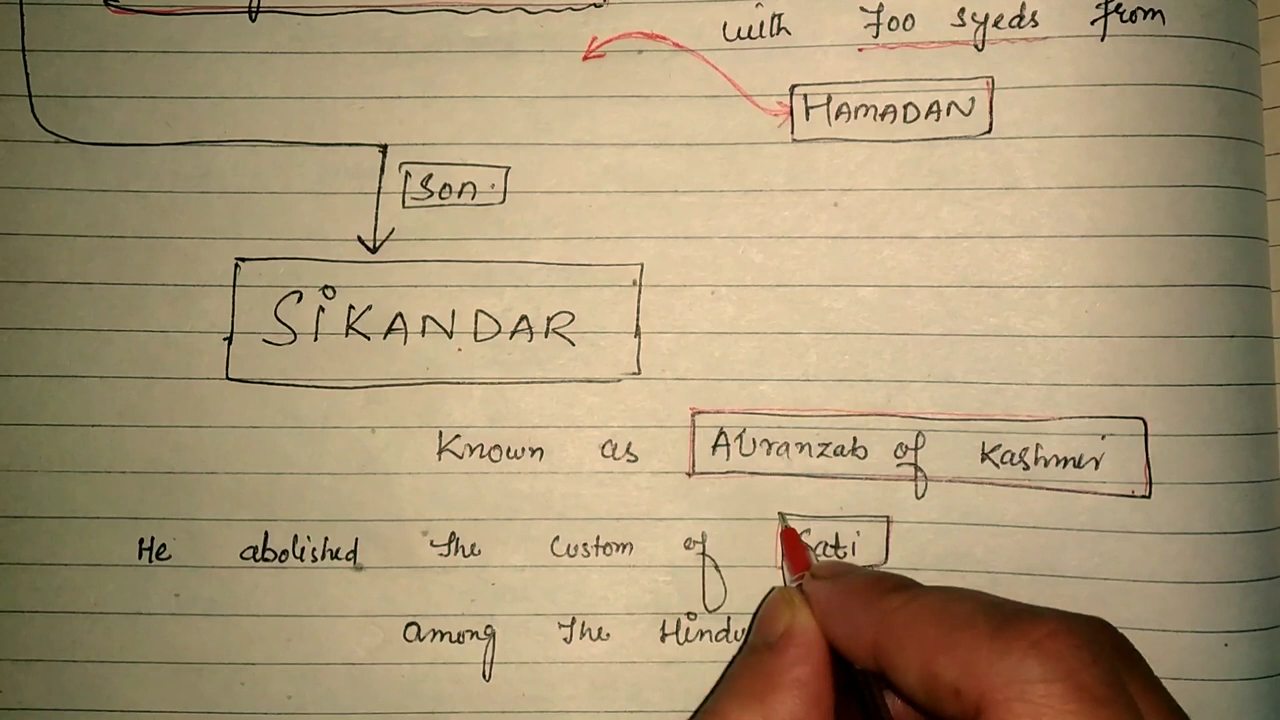 with 700 syeds from
HAMADAN
Son.
SiKANDAR
Known as AUranzab of Kashmir
He abolished The Custom of Sati
among The Hindu